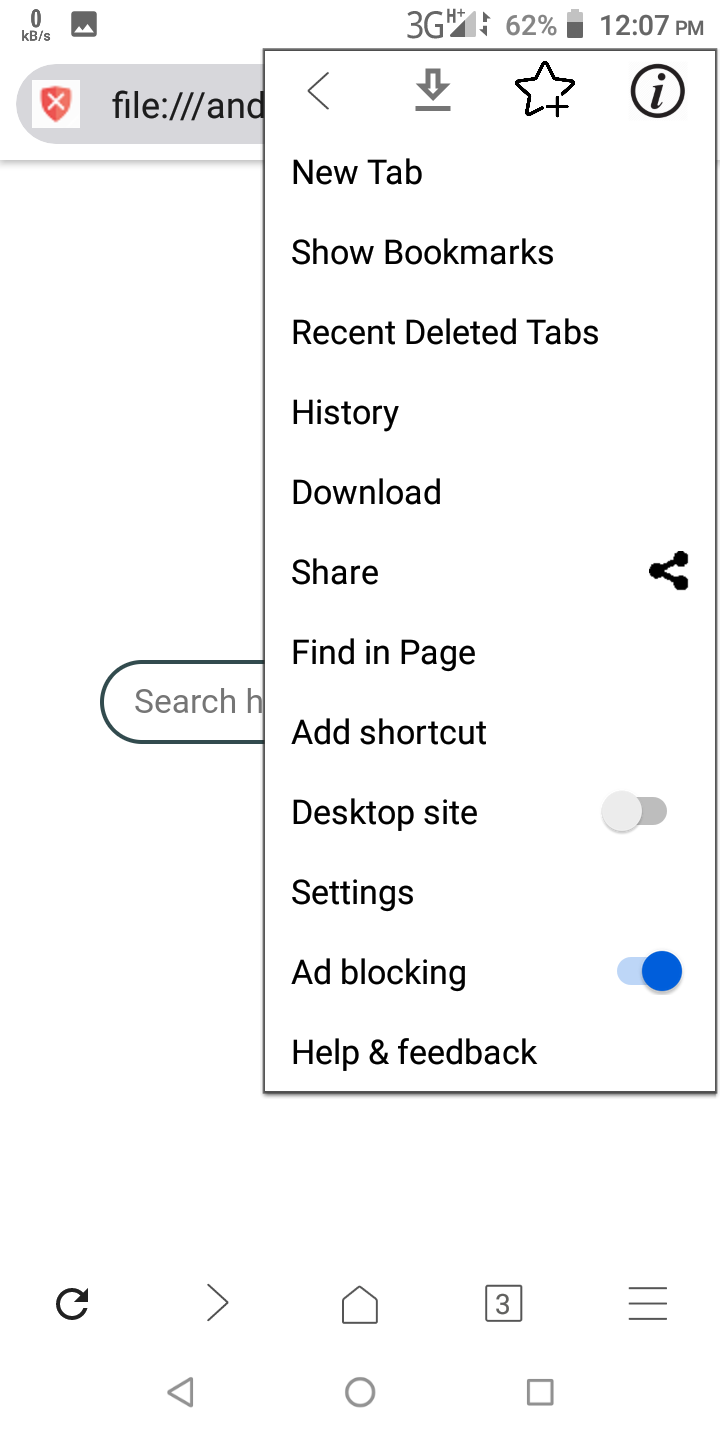 0
kB/s
3G H+ 62% 12:07 PM
file:///and
New Tab
Show Bookmarks
Recent Deleted Tabs
History
Download
Share
Find in Page
Search h
Add shortcut
Desktop site
Settings
Ad blocking
Help & feedback
3